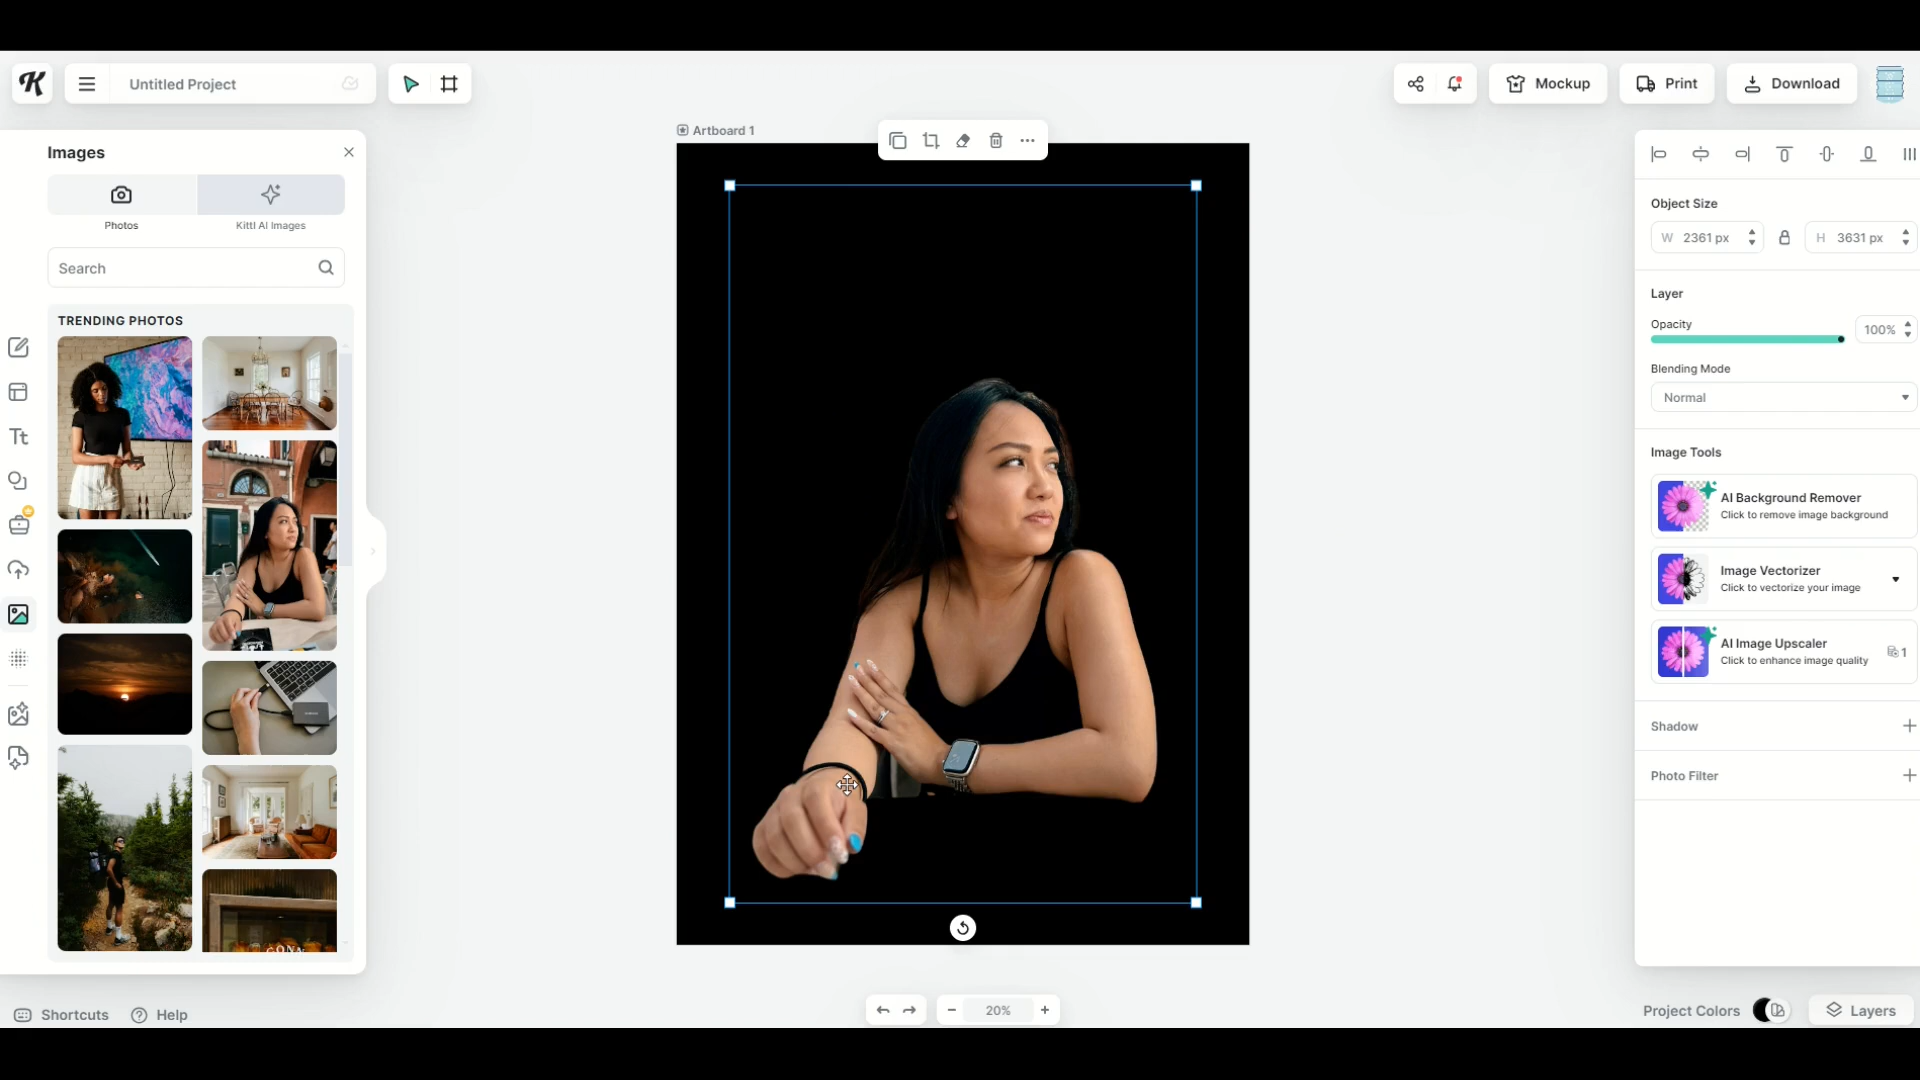 K
Untitled Project
Mockup
Print
Download
Images
Photos
Kittl AI Images
Search
TRENDING PHOTOS
Tt
Shortcuts
Help
Artboard 1
20%
Object Size
W 2361 px
H 3631 px
Layer
Opacity
100%
Blending Mode
Normal
Image Tools
AI Background Remover
Click to remove image background
Image Vectorizer
Click to vectorize your image
AI Image Upscaler
Click to enhance image quality
1
Shadow
Photo Filter
Project Colors
Layers